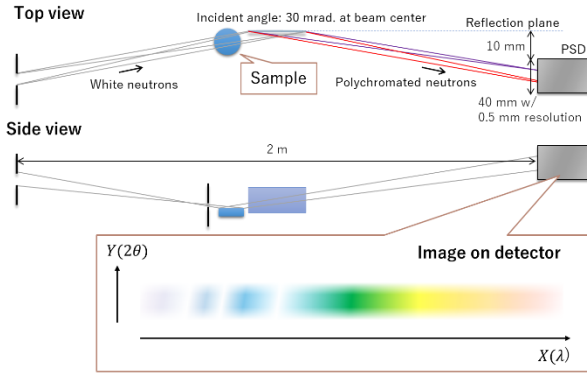 Top view
Incident angle: 30 mrad. at beam center
Reflection plane
10 mm
PSD
Sample
White neutrons
Polychromated neutrons
40 mm w/
0.5 mm resolution
Side view
2 m
Image on detector
Y(2θ)
X(λ)